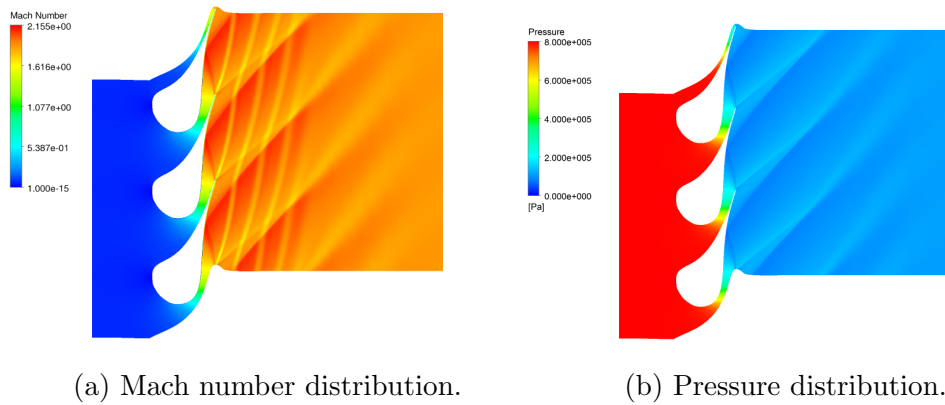 Mach Number
2.155e+00
1.616e+00
1.077e+00
5.387e-01
1.000e-15
Pressure
8.000e+005
6.000e+005
4.000e+005
2.000e+005
0.000e+000
[Pa]
(a) Mach number distribution.
(b) Pressure distribution.